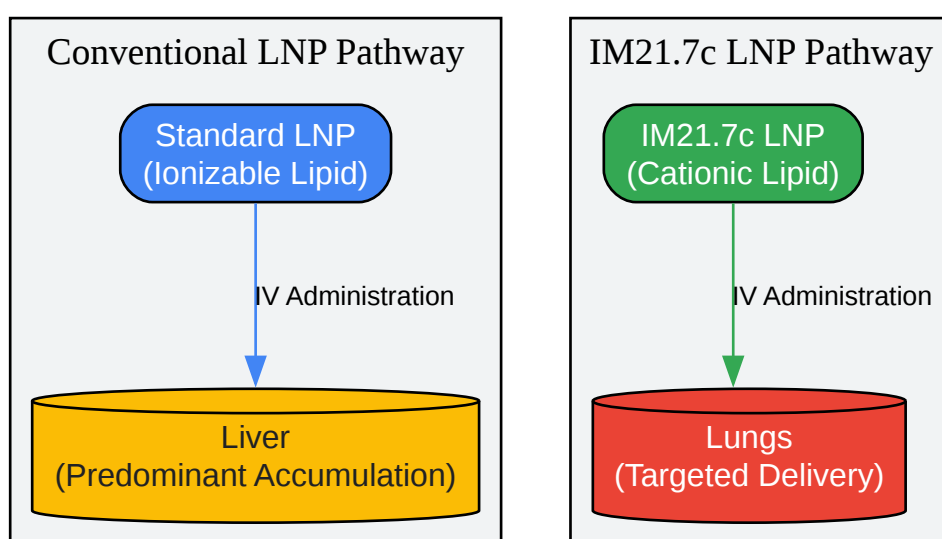 Conventional LNP Pathway
Standard LNP
(Ionizable Lipid)
IV Administration
Liver
(Predominant Accumulation)
IM21.7c LNP Pathway
IM21.7c LNP
(Cationic Lipid)
IV Administration
Lungs
(Targeted Delivery)